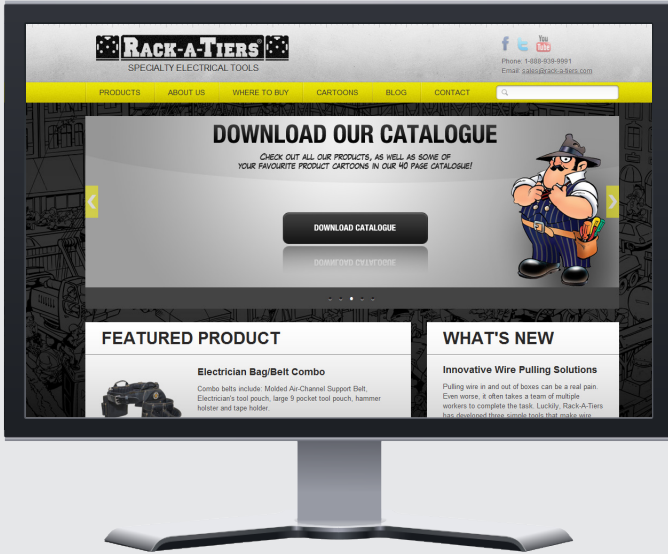 RACK-A-TIERS®
SPECIALTY ELECTRICAL TOOLS
f You Tube
Phone: 1-888-939-8991
Email: sales@rack-a-tiers.com
PRODUCTS ABOUT US WHERE TO BUY CARTOONS BLOG CONTACT
DOWNLOAD OUR CATALOGUE
CHECK OUT ALL OUR PRODUCTS, AS WELL AS SOME OF
YOUR FAVOURITE PRODUCT CARTOONS IN OUR 40 PAGE CATALOGUE!
DOWNLOAD CATALOGUE
FEATURED PRODUCT
Electrician Bag/Belt Combo
Combo belts include: Molded Air-Channel Support Belt,
Electrician's tool pouch, large 9 pocket tool pouch, hammer
holster and tape holder.
WHAT'S NEW
Innovative Wire Pulling Solutions
Pulling wire in and out of boxes can be a real pain.
Even worse, it often takes a team of multiple
workers to complete the task. Luckily, Rack-A-Tiers
has developed three simple tools that make wire